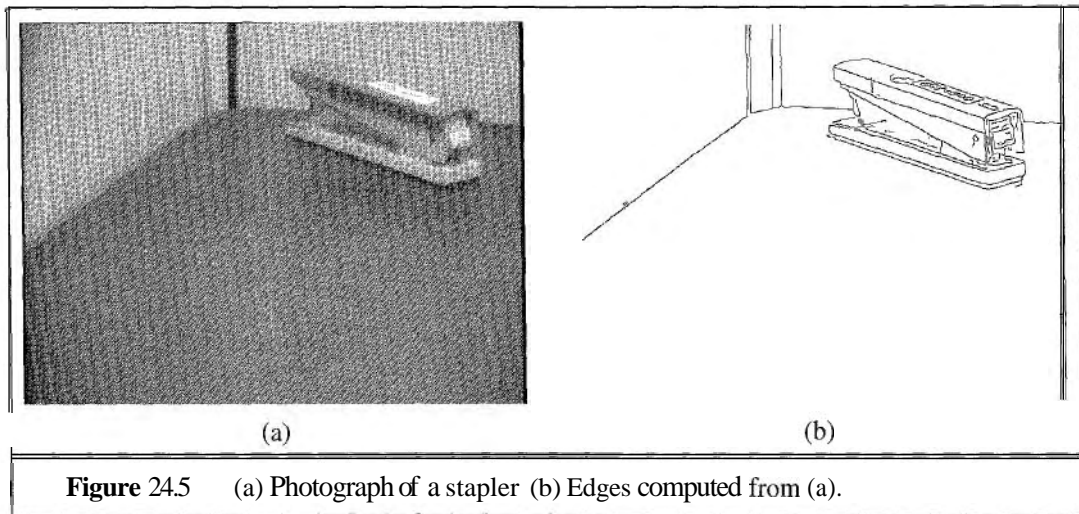 (a)
(b)
Figure 24.5 (a) Photograph of a stapler (b) Edges computed from (a).